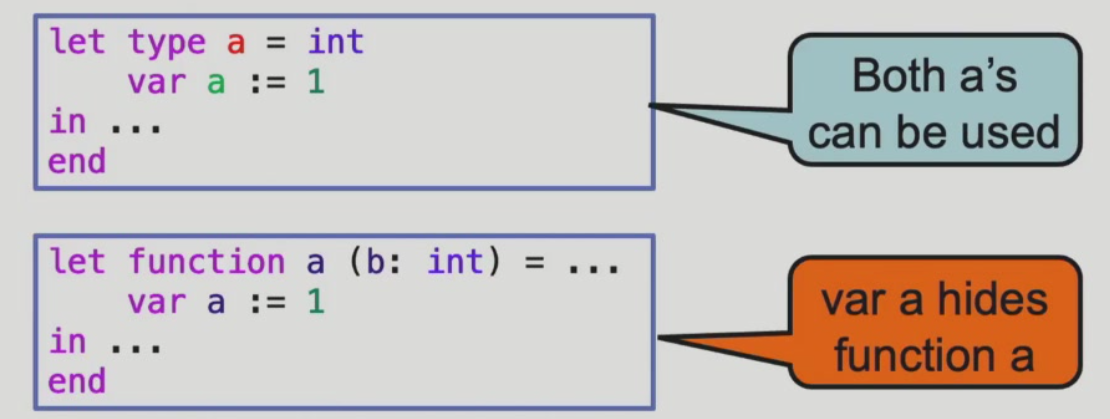 let type a = int
    var a := 1
in ...
end
Both a's
can be used
let function a (b: int) = ...
    var a := 1
in ...
end
var a hides
function a